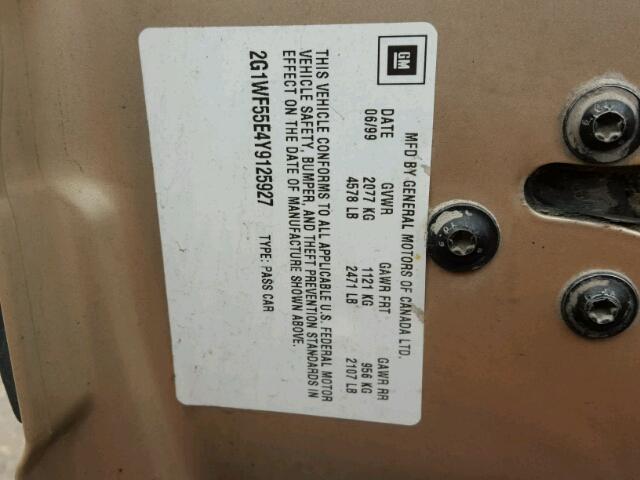 GM
MFD BY GENERAL MOTORS OF CANADA LTD.
DATE GVWR GAWR FRT GAWR RR
06/99 2077 KG 1121 KG 956 KG
4578 LB 2471 LB 2107 LB
THIS VEHICLE CONFORMS TO ALL APPLICABLE U.S. FEDERAL MOTOR
VEHICLE SAFETY, BUMPER, AND THEFT PREVENTION STANDARDS IN
EFFECT ON THE DATE OF MANUFACTURE SHOWN ABOVE.
2G1WF55E4Y9125927 TYPE: PASS CAR